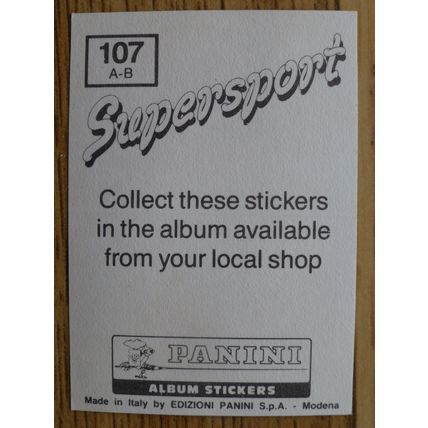 107
A-B
Supersport
Collect these stickers
in the album available
from your local shop
PANINI
ALBUM STICKERS
Made in Italy by EDIZIONI PANINI S.p.A. - Modena